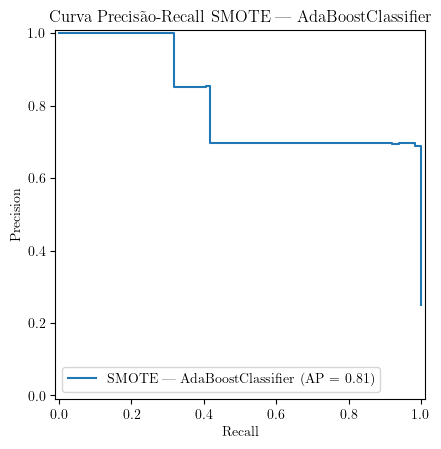 Curva Precisão-Recall SMOTE — AdaBoostClassifier
1.0
0.8
0.6
0.4
0.2
0.0
Precision
SMOTE — AdaBoostClassifier (AP = 0.81)
0.0 0.2 0.4 0.6 0.8 1.0
Recall